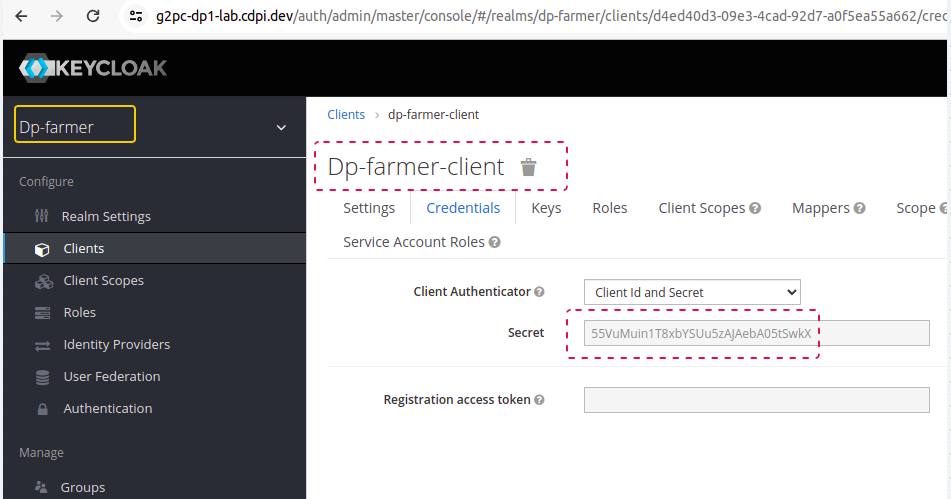 g2pc-dp1-lab.cdpi.dev/auth/admin/master/console/#/realms/dp-farmer/clients/d4ed40d3-09e3-4cad-92d7-a0f5ea55a662/cred
KEYCLOAK
Dp-farmer
Configure
Realm Settings
Clients
Client Scopes
Roles
Identity Providers
User Federation
Authentication
Manage
Groups
Clients > dp-farmer-client
Dp-farmer-client
Settings Credentials Keys Roles Client Scopes Mappers Scope
Service Account Roles
Client Authenticator Client Id and Secret
Secret 55VuMuin1T8xbYSUu5zAJAebA05tSwkX
Registration access token